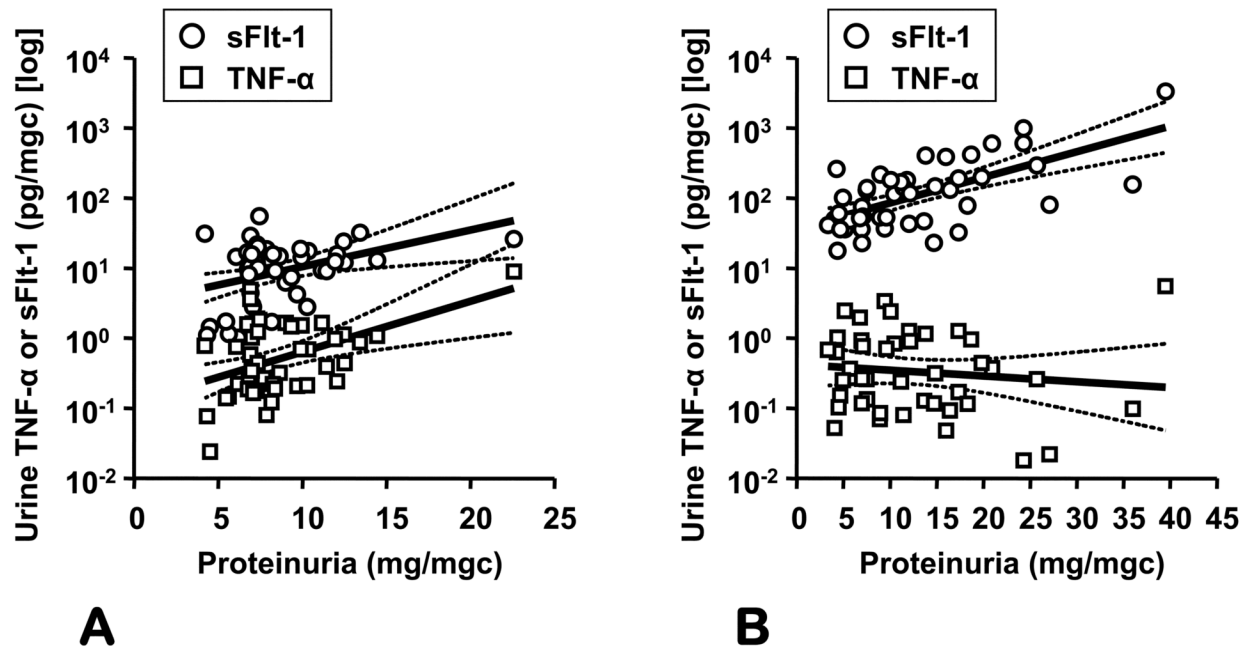 sFlt-1
TNF-α
Urine TNF-α or sFlt-1 (pg/mgc) [log]
10⁴
10³
10²
10¹
10⁰
10⁻¹
10⁻²
0 5 10 15 20 25
Proteinuria (mg/mgc)
A
sFlt-1
TNF-α
Urine TNF-α or sFlt-1 (pg/mgc) [log]
10⁴
10³
10²
10¹
10⁰
10⁻¹
10⁻²
0 5 10 15 20 25 30 35 40 45
Proteinuria (mg/mgc)
B